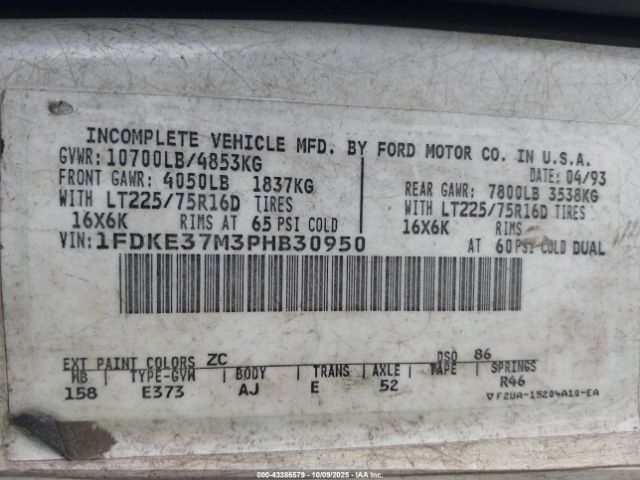 INCOMPLETE VEHICLE MFD. BY FORD MOTOR CO. IN U.S.A.
GVWR: 10700LB/4853KG DATE: 04/93
FRONT GAWR: 4050LB 1837KG REAR GAWR: 7800LB 3538KG
WITH LT225/75R16D TIRES WITH LT225/75R16D TIRES
16X6K RIMS AT 65 PSI COLD 16X6K RIMS
VIN: 1FDKE37M3PHB30950 AT 60 PSI COLD DUAL
EXT PAINT COLORS ZC DSO 86
WB TYPE-GVW BODY TRANS AXLE TAPE SPRINGS
158 E373 AJ E 52 R46
▽F2UA-15204A10-EA
000-43386579 - 10/09/2025 - IAA Inc.